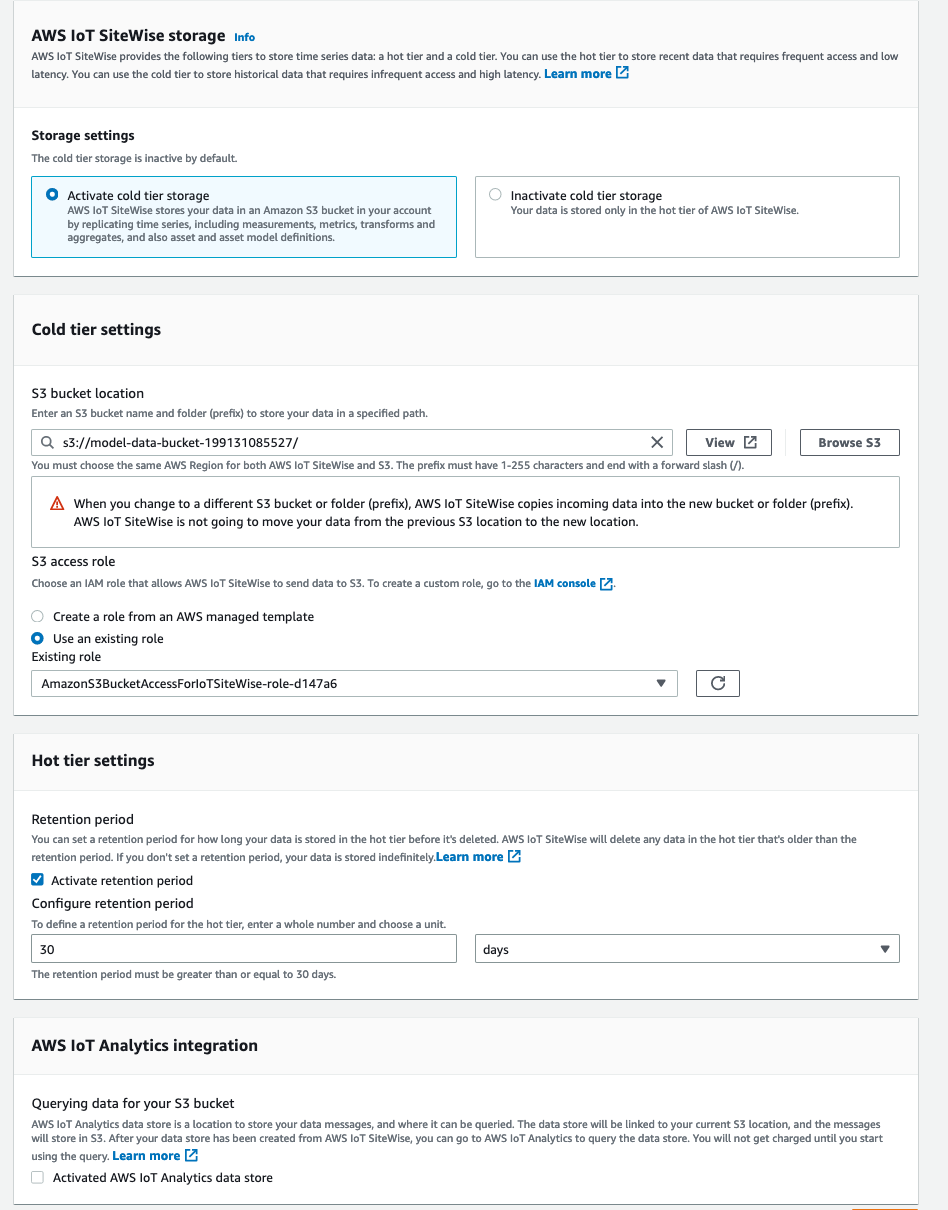 AWS IoT SiteWise storage Info
AWS IoT SiteWise provides the following tiers to store time series data: a hot tier and a cold tier. You can use the hot tier to store recent data that requires frequent access and low
latency. You can use the cold tier to store historical data that requires infrequent access and high latency. Learn more
Storage settings
The cold tier storage is inactive by default.
Activate cold tier storage
AWS IoT SiteWise stores your data in an Amazon S3 bucket in your account
by replicating time series, including measurements, metrics, transforms and
aggregates, and also asset and asset model definitions.
Inactivate cold tier storage
Your data is stored only in the hot tier of AWS IoT SiteWise.
Cold tier settings
S3 bucket location
Enter an S3 bucket name and folder (prefix) to store your data in a specified path.
s3://model-data-bucket-199131085527/
View
Browse S3
You must choose the same AWS Region for both AWS IoT SiteWise and S3. The prefix must have 1-255 characters and end with a forward slash (/).
When you change to a different S3 bucket or folder (prefix), AWS IoT SiteWise copies incoming data into the new bucket or folder (prefix).
AWS IoT SiteWise is not going to move your data from the previous S3 location to the new location.
S3 access role
Choose an IAM role that allows AWS IoT SiteWise to send data to S3. To create a custom role, go to the IAM console.
Create a role from an AWS managed template
Use an existing role
Existing role
AmazonS3BucketAccessForIoTSiteWise-role-d147a6
Hot tier settings
Retention period
You can set a retention period for how long your data is stored in the hot tier before it's deleted. AWS IoT SiteWise will delete any data in the hot tier that's older than the
retention period. If you don't set a retention period, your data is stored indefinitely.Learn more
Activate retention period
Configure retention period
To define a retention period for the hot tier, enter a whole number and choose a unit.
30
days
The retention period must be greater than or equal to 30 days.
AWS IoT Analytics integration
Querying data for your S3 bucket
AWS IoT Analytics data store is a location to store your data messages, and where it can be queried. The data store will be linked to your current S3 location, and the messages
will store in S3. After your data store has been created from AWS IoT SiteWise, you can go to AWS IoT Analytics to query the data store. You will not get charged until you start
using the query. Learn more
Activated AWS IoT Analytics data store